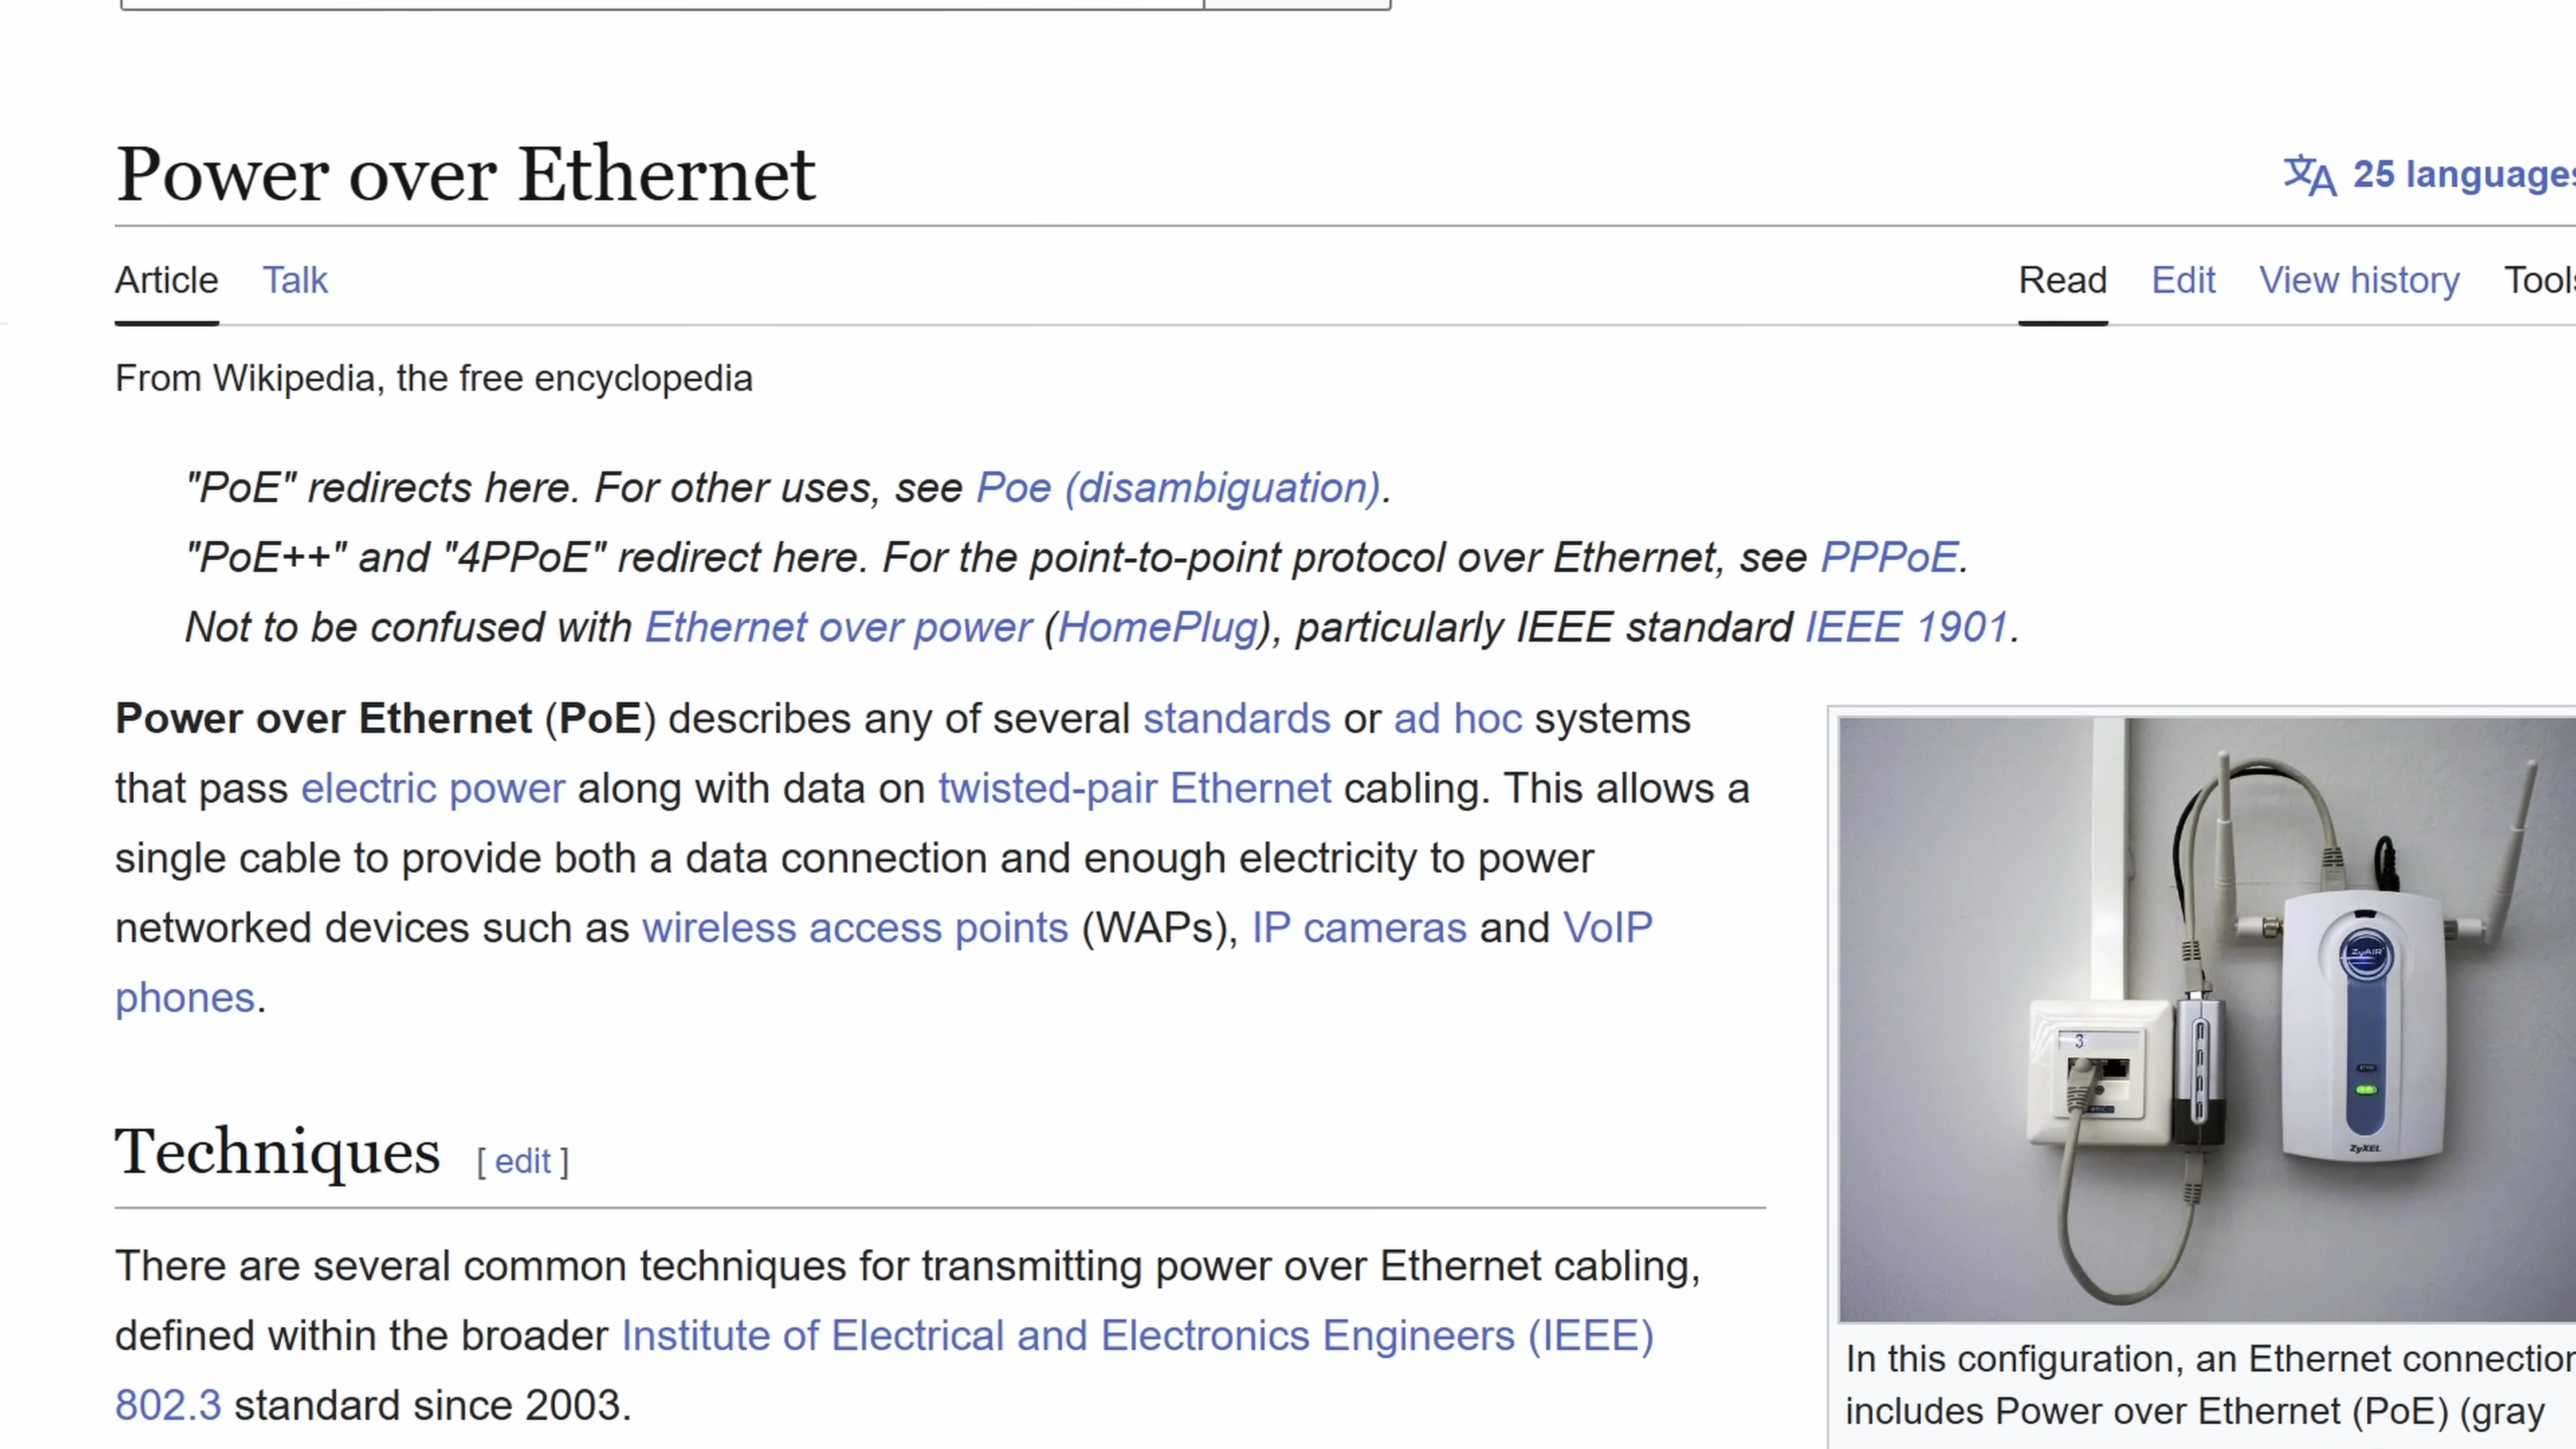 Power over Ethernet
25 languages
Article Talk
Read Edit View history Tools
From Wikipedia, the free encyclopedia
"PoE" redirects here. For other uses, see Poe (disambiguation).
"PoE++" and "4PPoE" redirect here. For the point-to-point protocol over Ethernet, see PPPoE.
Not to be confused with Ethernet over power (HomePlug), particularly IEEE standard IEEE 1901.
Power over Ethernet (PoE) describes any of several standards or ad hoc systems
that pass electric power along with data on twisted-pair Ethernet cabling. This allows a
single cable to provide both a data connection and enough electricity to power
networked devices such as wireless access points (WAPs), IP cameras and VoIP
phones.
Techniques [ edit ]
There are several common techniques for transmitting power over Ethernet cabling,
defined within the broader Institute of Electrical and Electronics Engineers (IEEE)
802.3 standard since 2003.
3
ZyAIR
ZyXEL
In this configuration, an Ethernet connection
includes Power over Ethernet (PoE) (gray